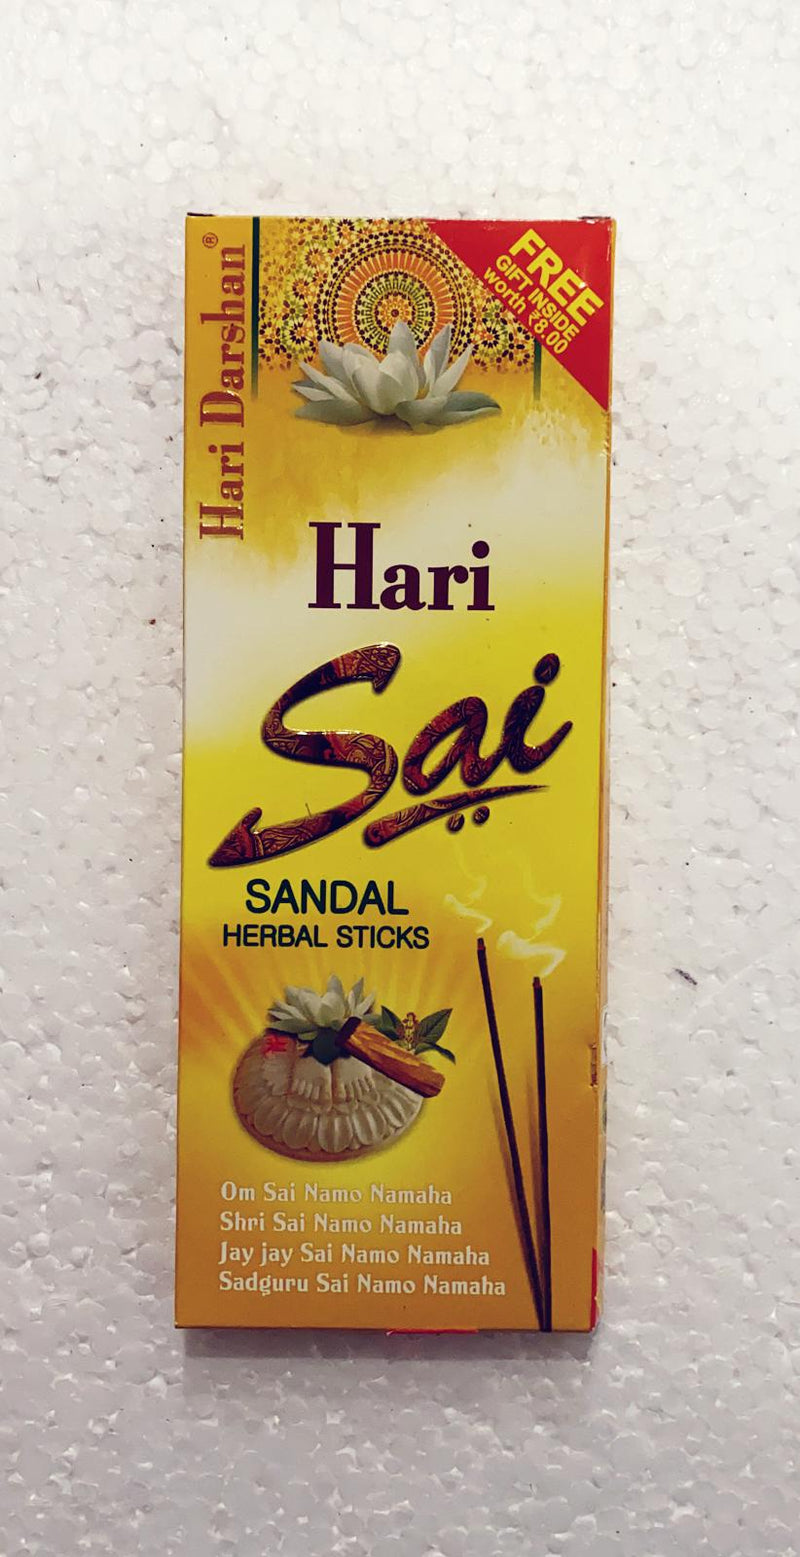 Hari Darshan®
FREE
GIFT INSIDE
worth ₹8.00
Hari
Sai
SANDAL
HERBAL STICKS
Om Sai Namo Namaha
Shri Sai Namo Namaha
Jay jay Sai Namo Namaha
Sadguru Sai Namo Namaha